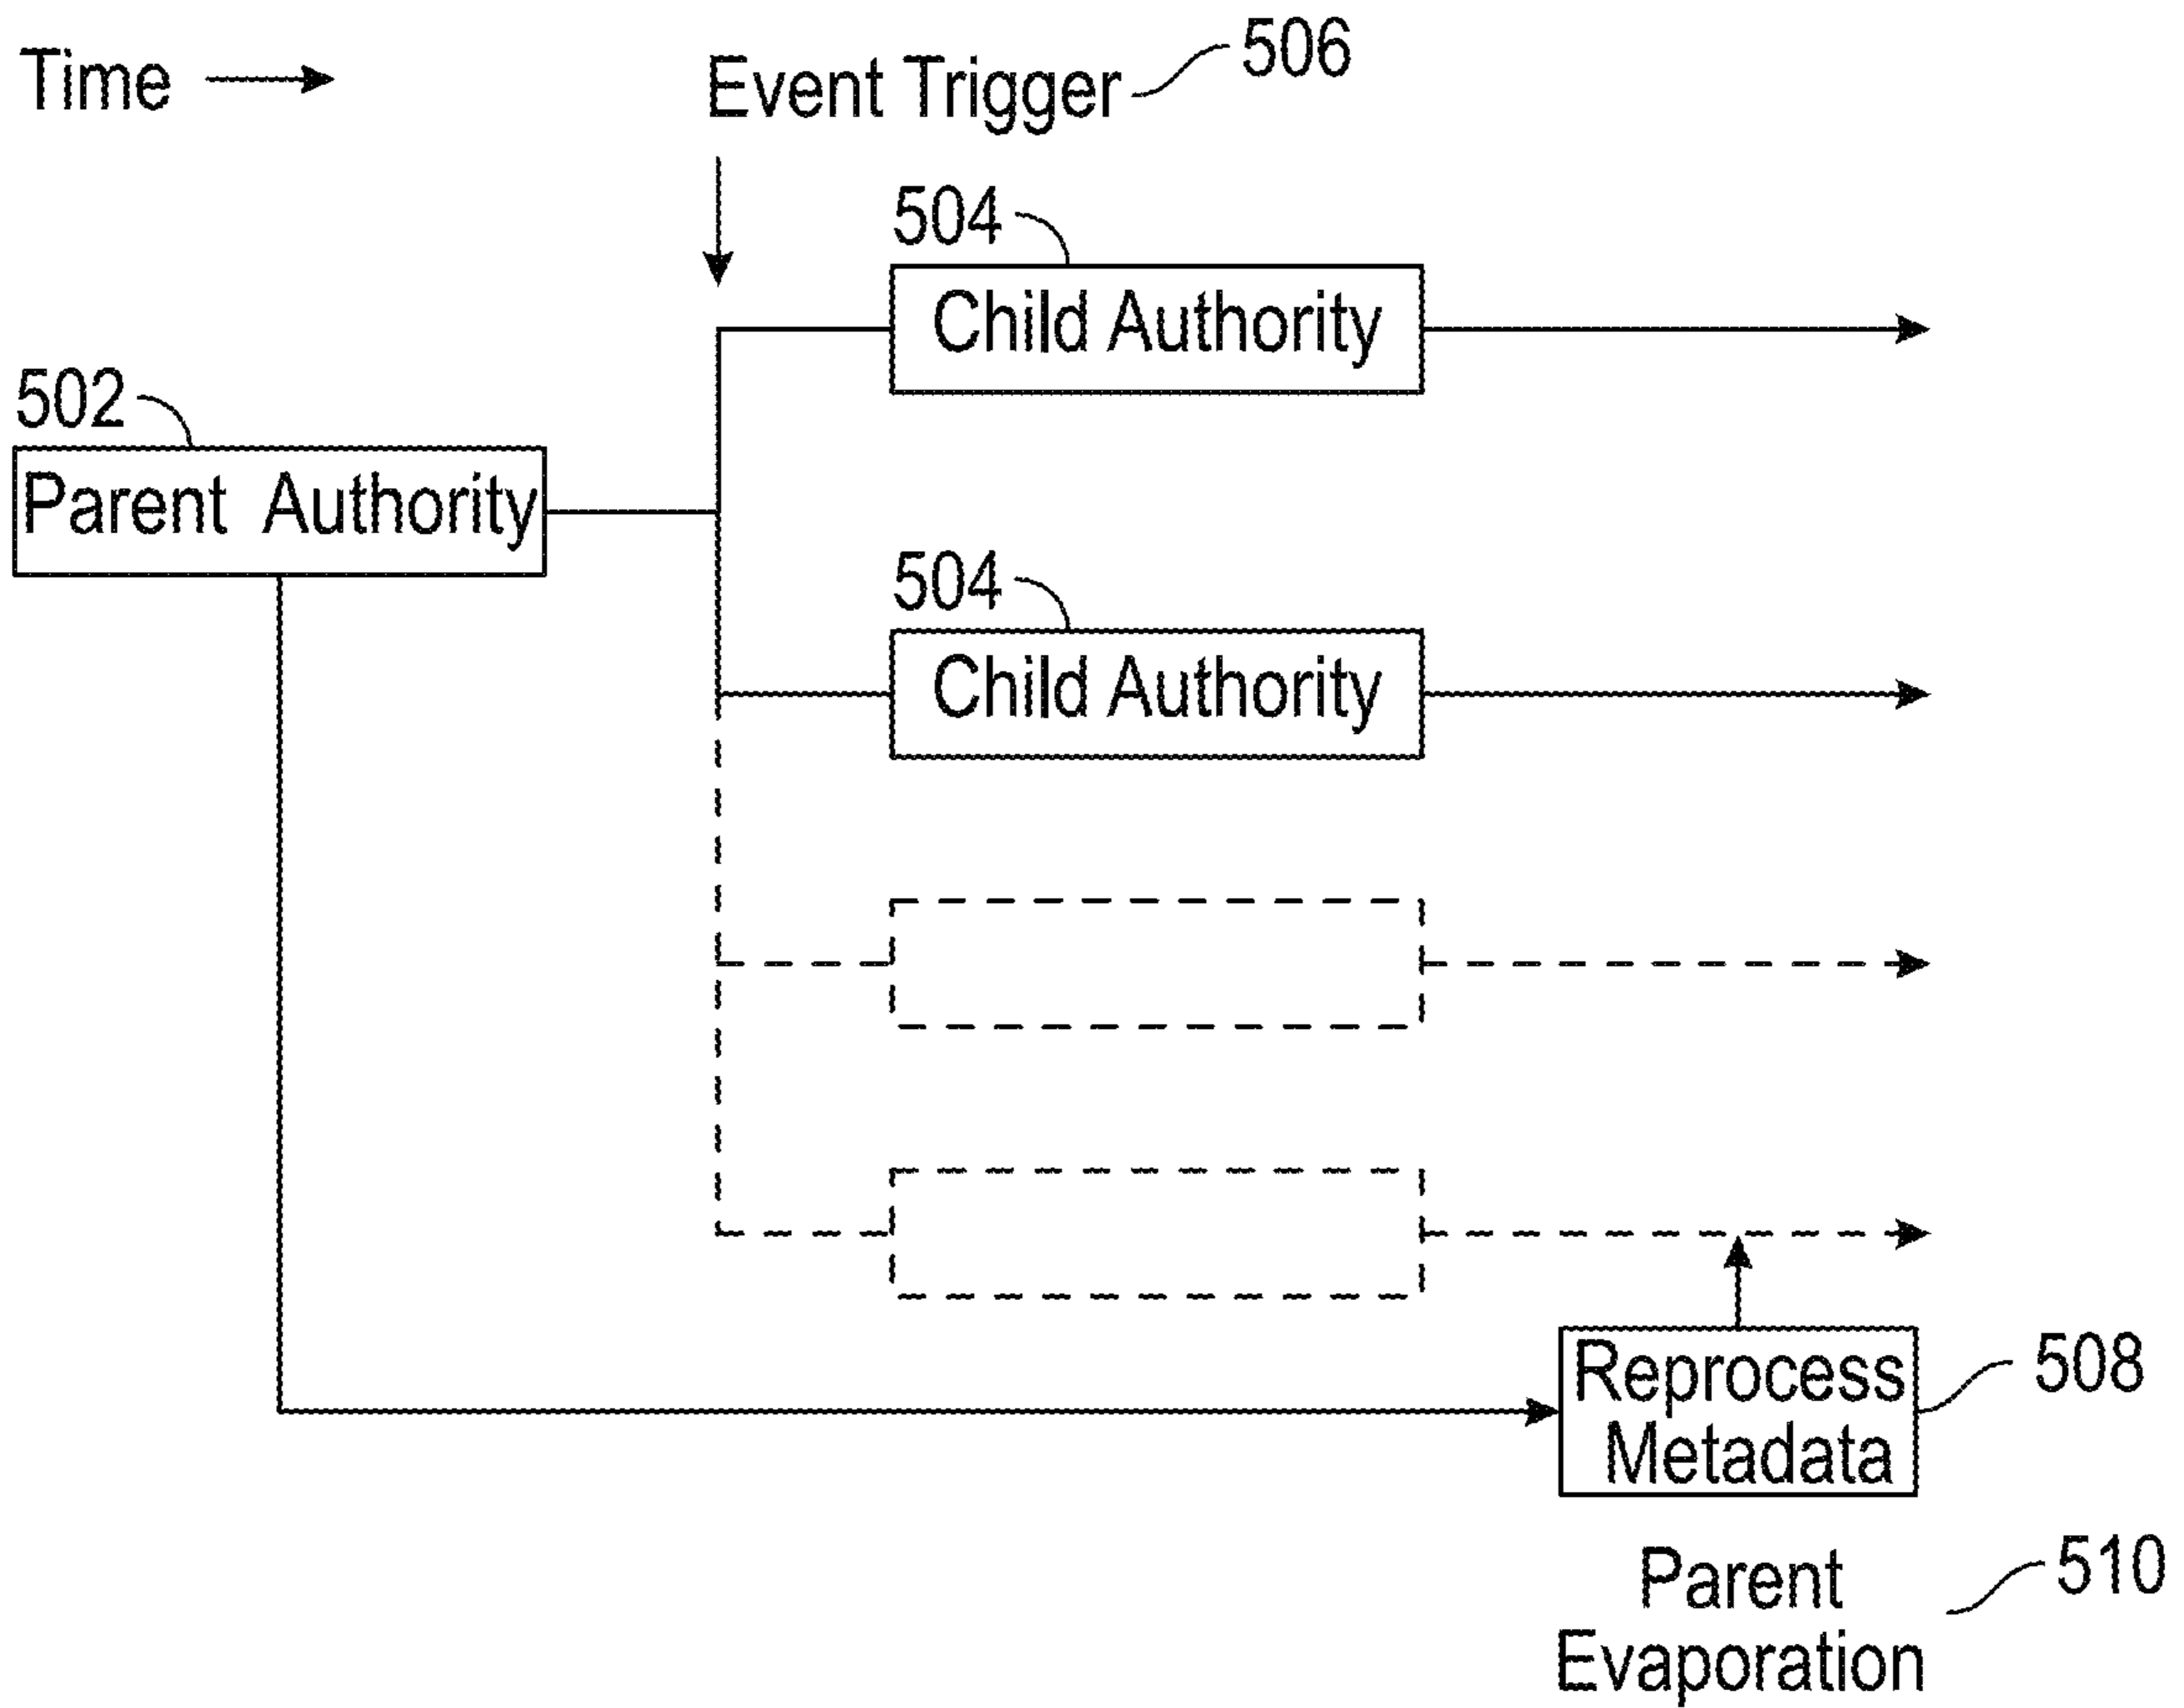 Time
Event Trigger 506
504
Child Authority
502
Parent Authority
504
Child Authority
Reprocess
Metadata
508
Parent
Evaporation
510